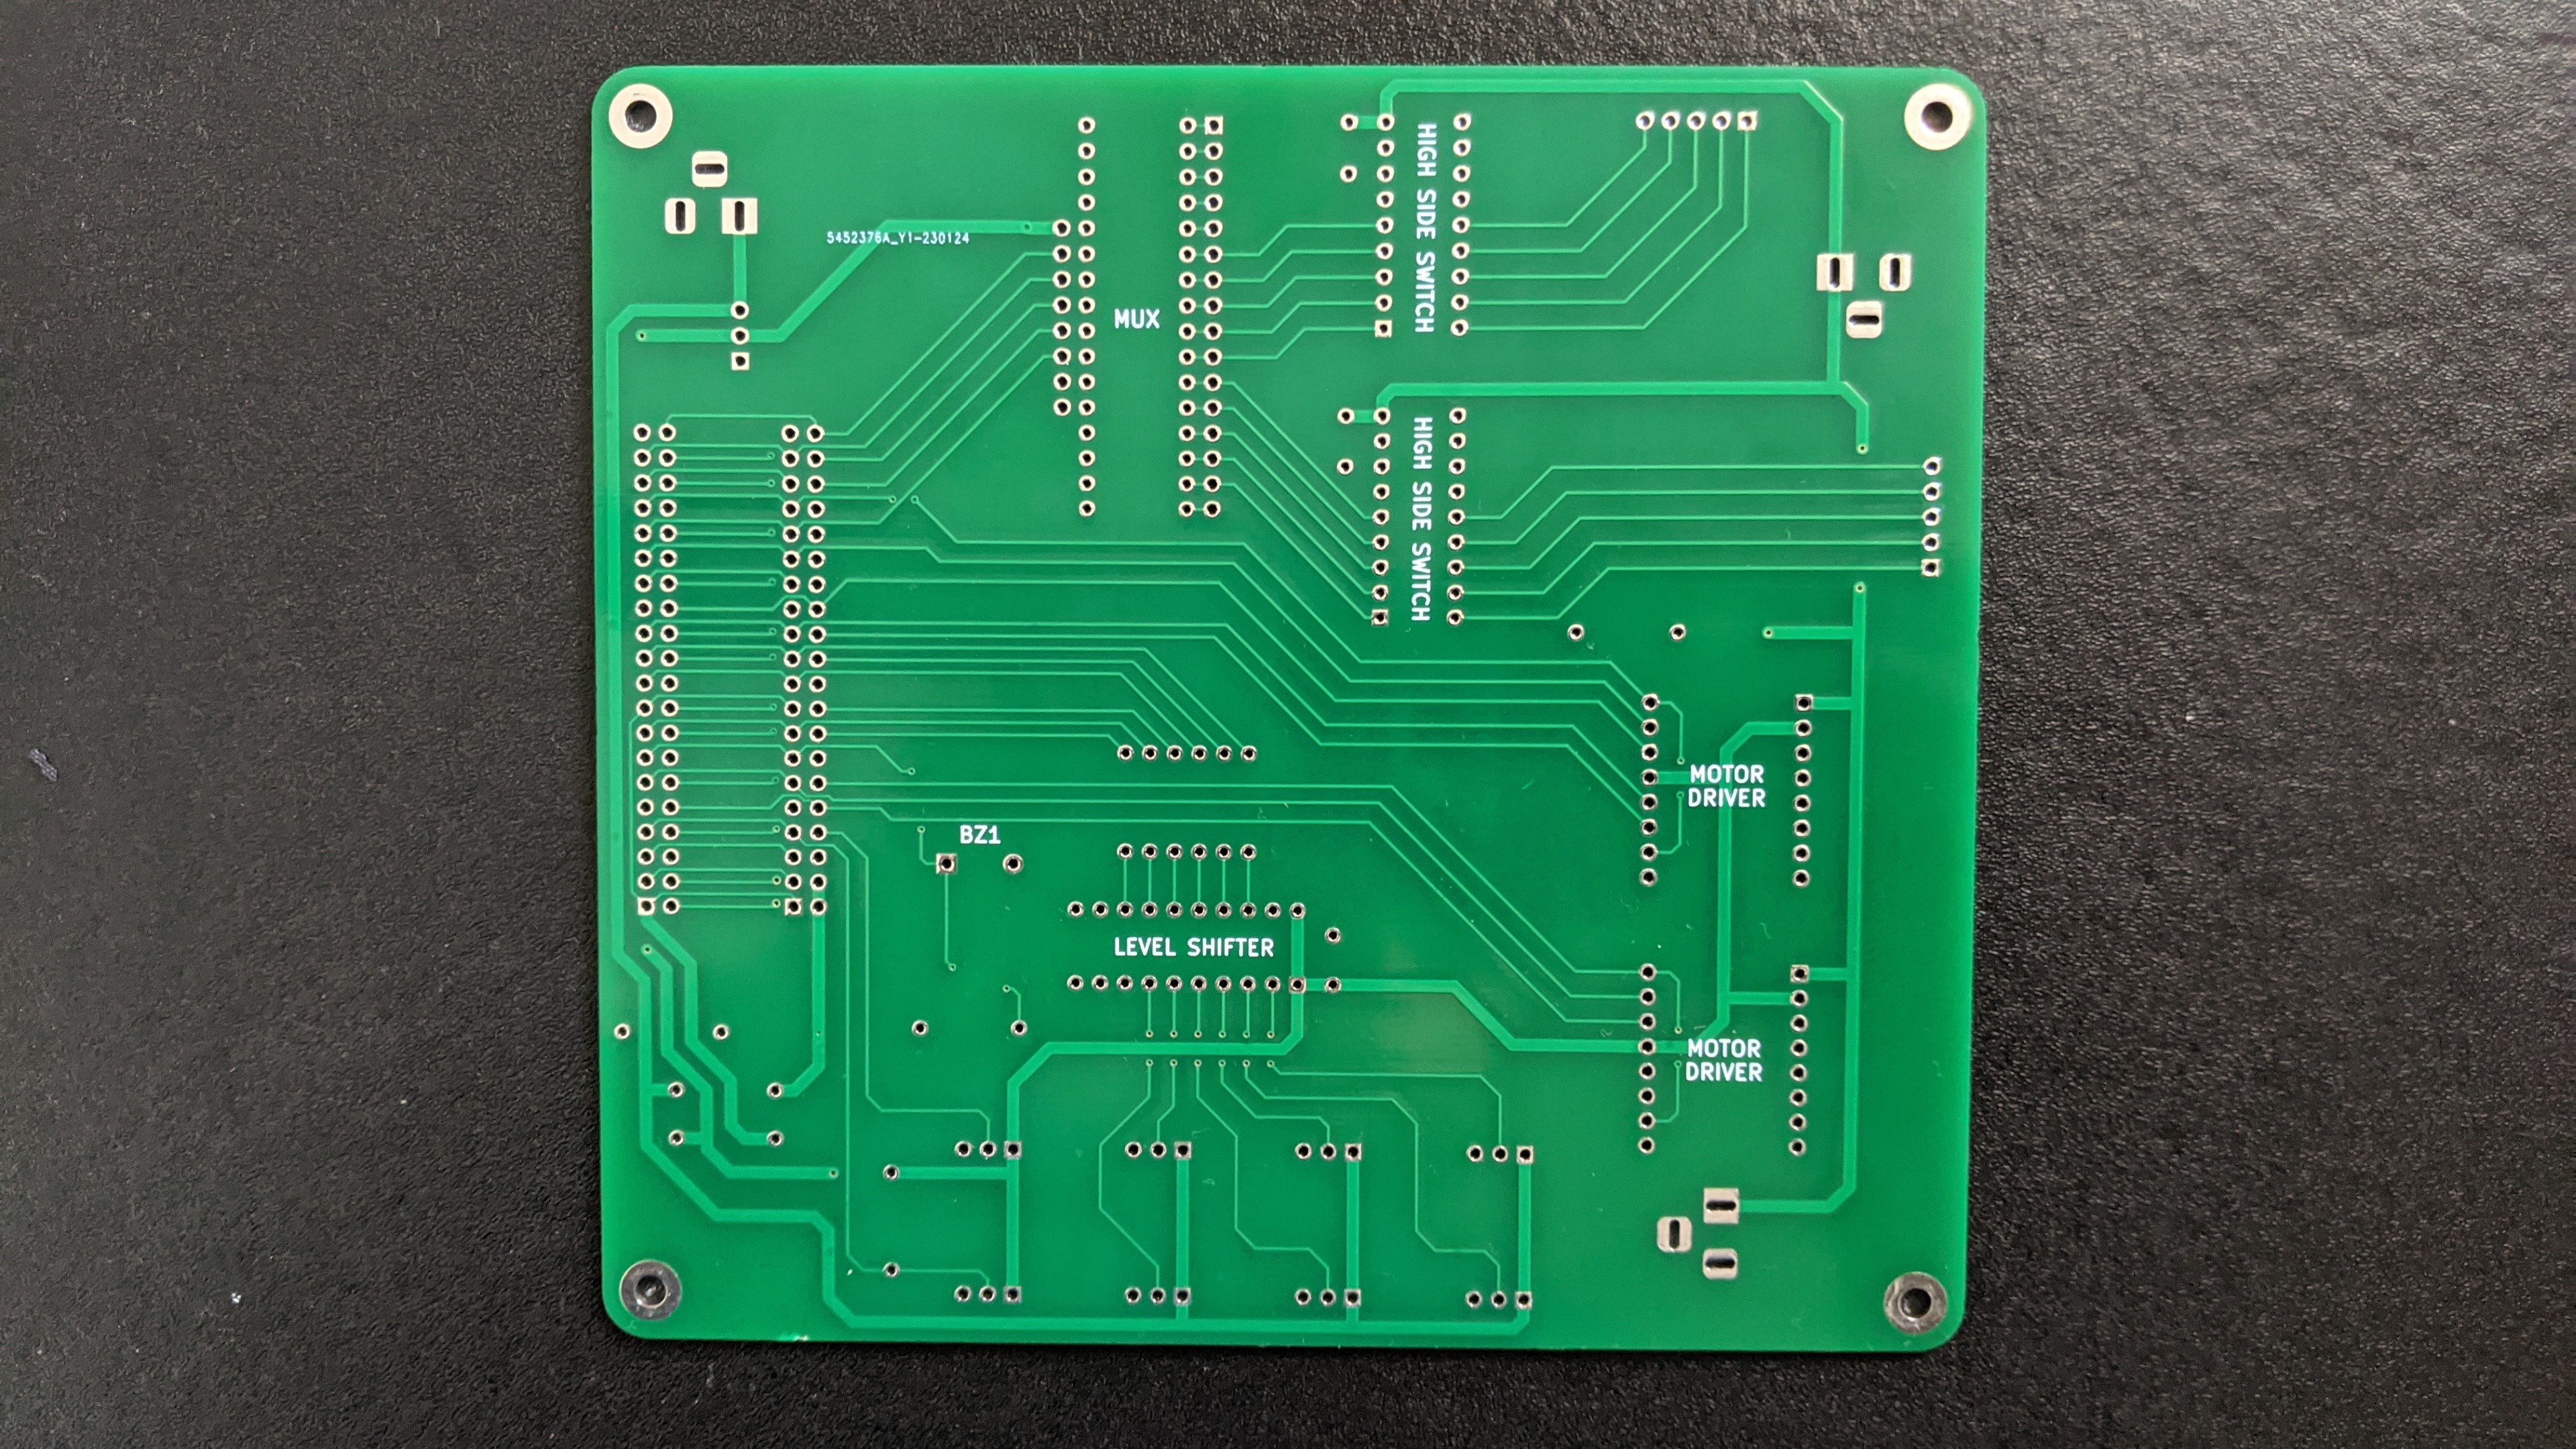 HIGH SIDE SWITCH
5452376A_Y1-230124
MUX
HIGH SIDE SWITCH
MOTOR
DRIVER
BZ1
LEVEL SHIFTER
MOTOR
DRIVER